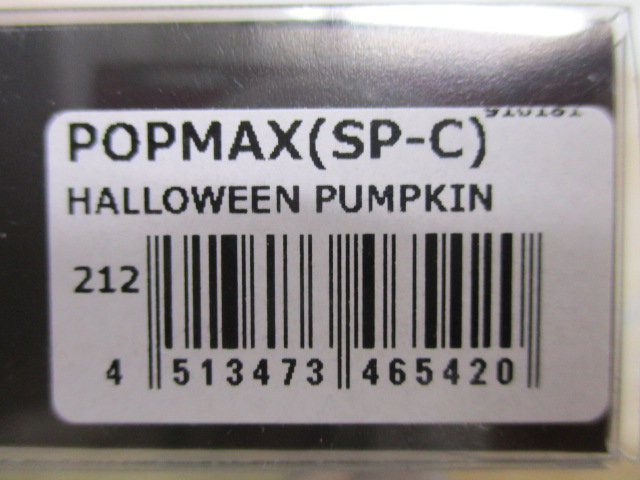 POPMAX(SP-C)
HALLOWEEN PUMPKIN
212
4 513473 465420